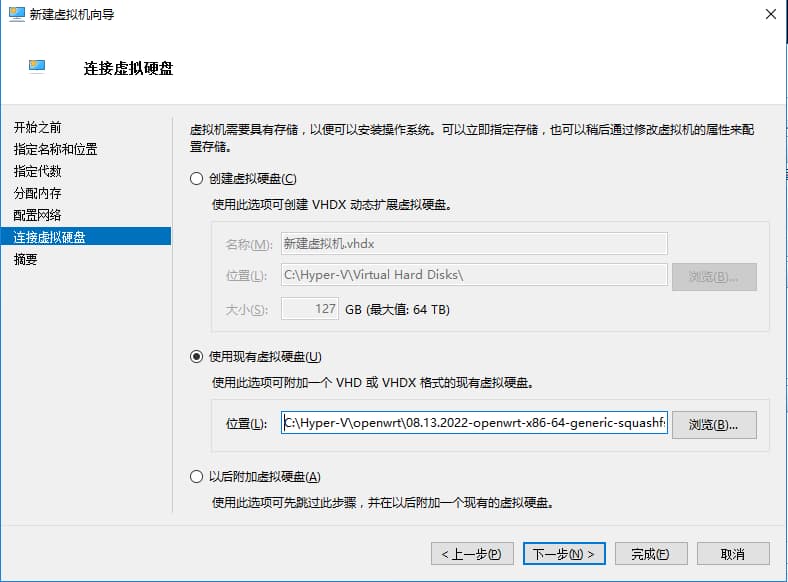 新建虚拟机向导
连接虚拟硬盘
开始之前
指定名称和位置
指定代数
分配内存
配置网络
连接虚拟硬盘
摘要
虚拟机需要具有存储，以便可以安装操作系统。可以立即指定存储，也可以稍后通过修改虚拟机的属性来配
置存储。
创建虚拟硬盘(C)
使用此选项可创建 VHDX 动态扩展虚拟硬盘。
名称(M): 新建虚拟机.vhdx
位置(L): C:\Hyper-V\Virtual Hard Disks\ 浏览(B)...
大小(S): 127 GB (最大值: 64 TB)
使用现有虚拟硬盘(U)
使用此选项可附加一个 VHD 或 VHDX 格式的现有虚拟硬盘。
位置(L): C:\Hyper-V\openwrt\08.13.2022-openwrt-x86-64-generic-squashfs 浏览(B)...
以后附加虚拟硬盘(A)
使用此选项可先跳过此步骤，并在以后附加一个现有的虚拟硬盘。
< 上一步(P) 下一步(N) > 完成(F) 取消